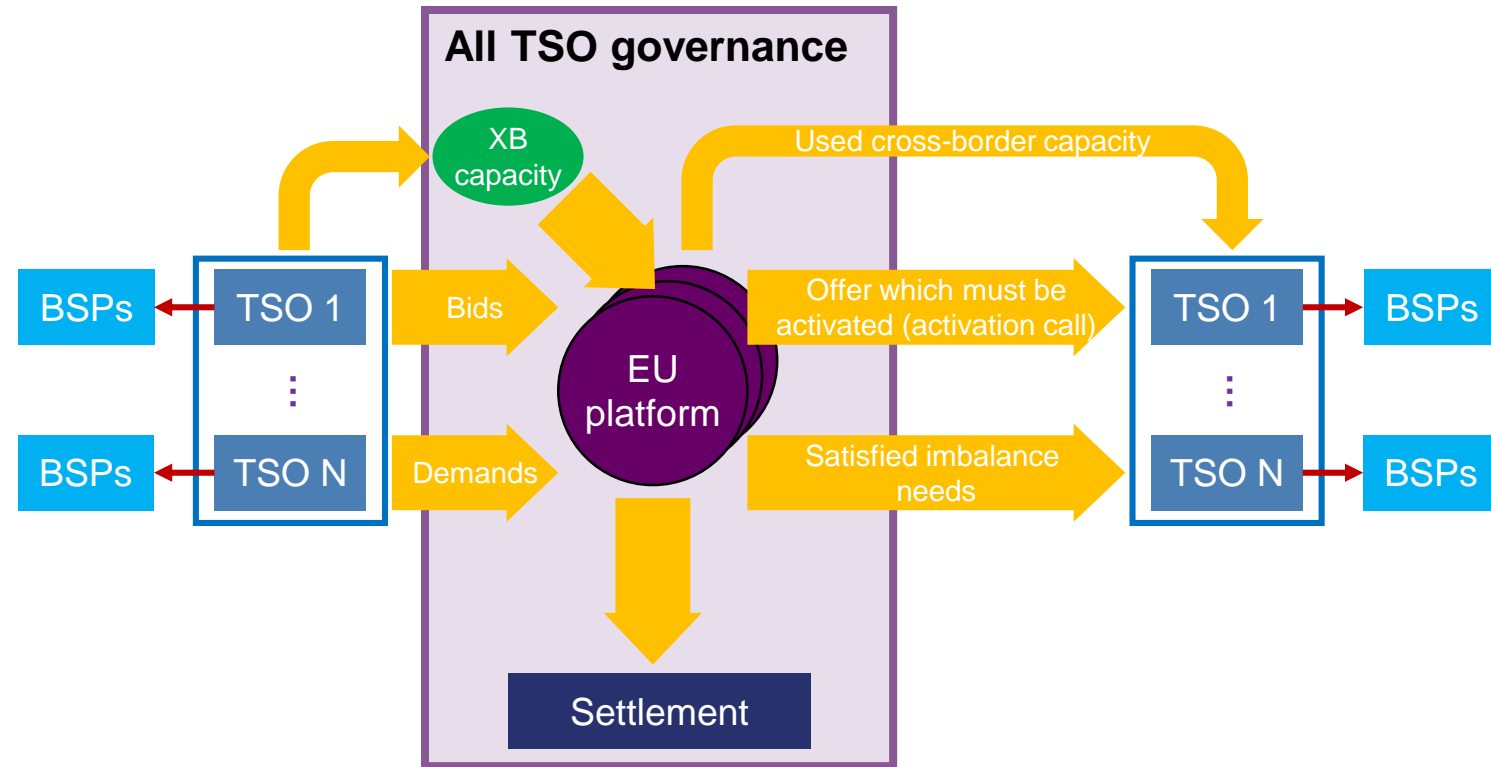 All TSO governance
XB
capacity
Used cross-border capacity
BSPs
TSO 1
Bids
Offer which must be
activated (activation call)
TSO 1
BSPs
...
EU
platform
...
BSPs
TSO N
Demands
Satisfied imbalance
needs
TSO N
BSPs
Settlement